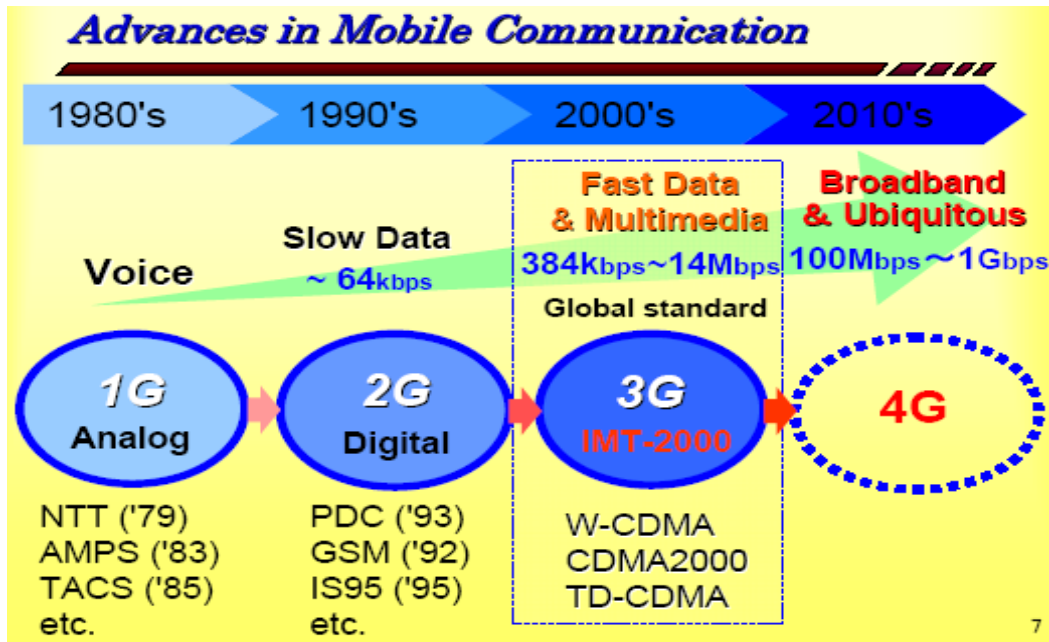 Advances in Mobile Communication
1980's
1990's
2000's
2010's
Voice
Slow Data
~ 64kbps
Fast Data
& Multimedia
384kbps~14Mbps
Global standard
Broadband
& Ubiquitous
100Mbps～1Gbps
1G
Analog
2G
Digital
3G
IMT-2000
4G
NTT ('79)
AMPS ('83)
TACS ('85)
etc.
PDC ('93)
GSM ('92)
IS95 ('95)
etc.
W-CDMA
CDMA2000
TD-CDMA
7